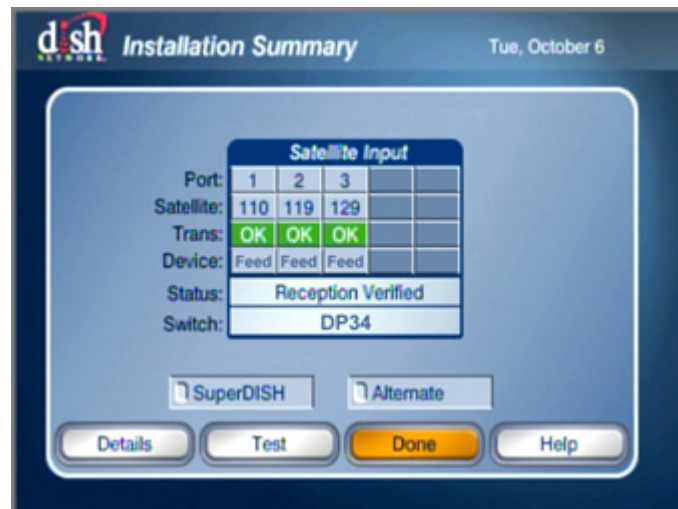 dish NETWORK Installation Summary Tue, October 6
Satellite Input
Port: 1 2 3
Satellite: 110 119 129
Trans: OK OK OK
Device: Feed Feed Feed
Status: Reception Verified
Switch: DP34
SuperDISH Alternate
Details Test Done Help